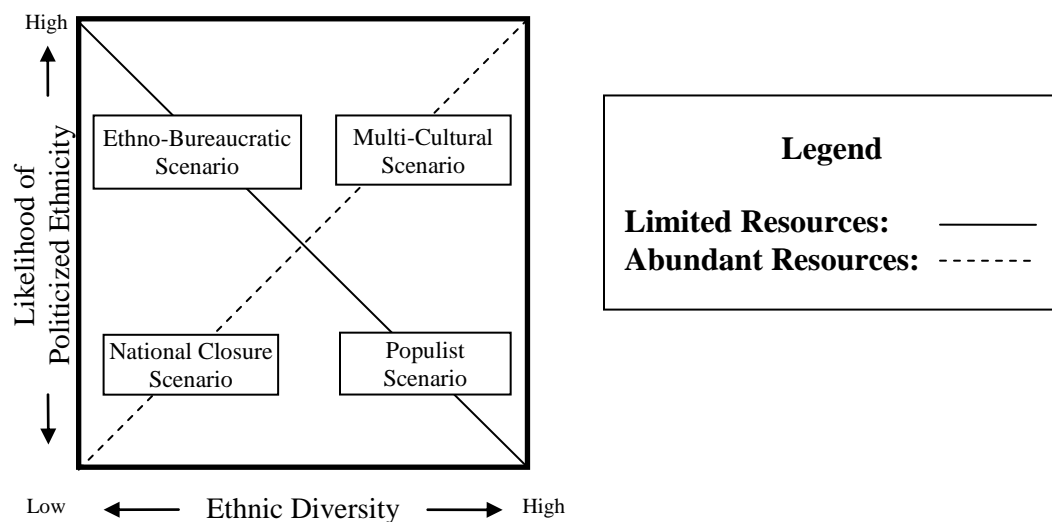 High
Likelihood of
Politicized Ethnicity
Ethno-Bureaucratic
Scenario
Multi-Cultural
Scenario
National Closure
Scenario
Populist
Scenario
Low
Ethnic Diversity
High
Legend
Limited Resources:
Abundant Resources: